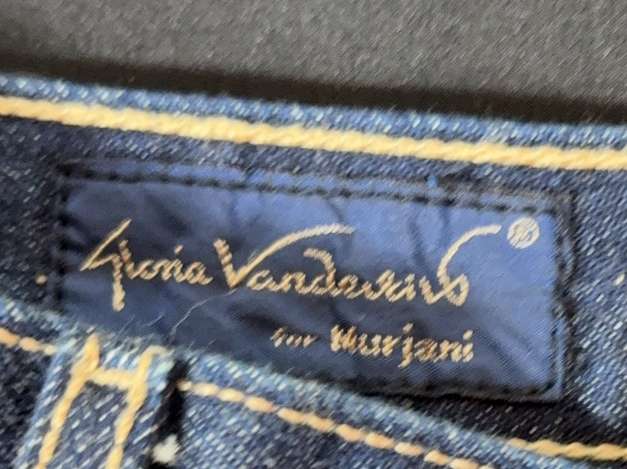 Gloria Vanderbilt ®
for Murjani